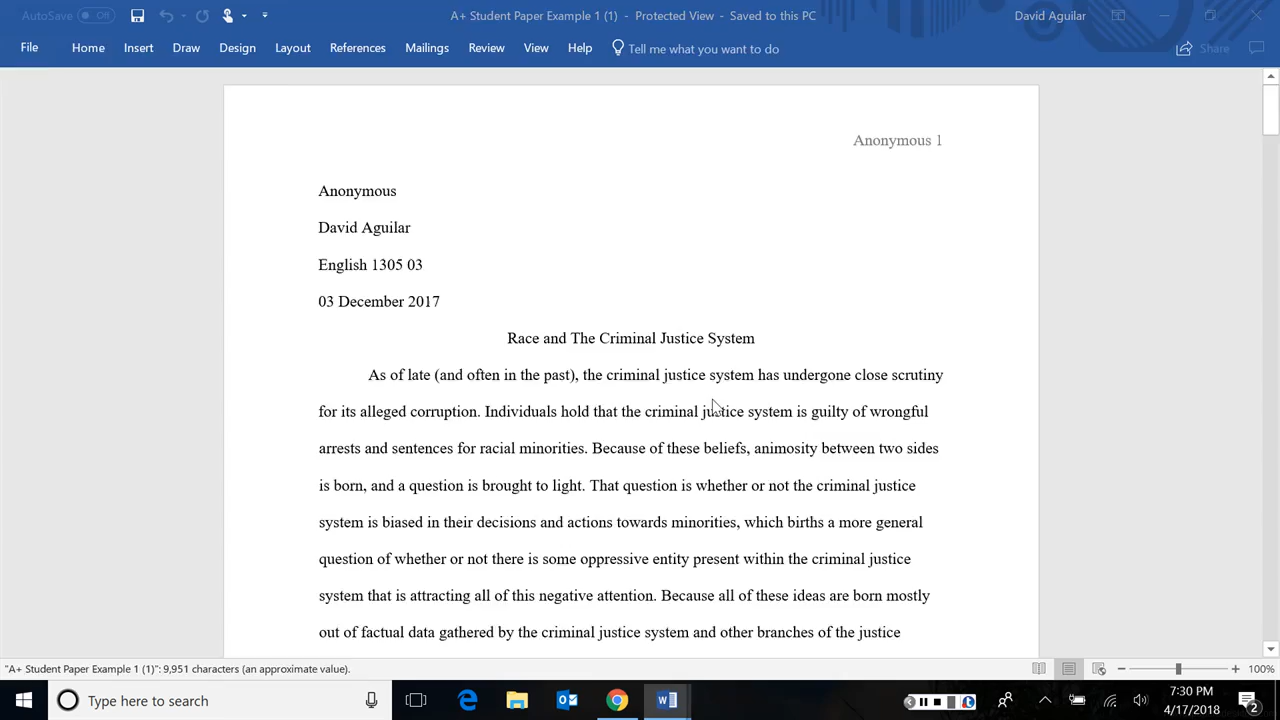 AutoSave Off
A+ Student Paper Example 1 (1) - Protected View - Saved to this PC
David Aguilar
File Home Insert Draw Design Layout References Mailings Review View Help Tell me what you want to do Share
Anonymous 1
Anonymous
David Aguilar
English 1305 03
03 December 2017
Race and The Criminal Justice System
As of late (and often in the past), the criminal justice system has undergone close scrutiny
for its alleged corruption. Individuals hold that the criminal justice system is guilty of wrongful
arrests and sentences for racial minorities. Because of these beliefs, animosity between two sides
is born, and a question is brought to light. That question is whether or not the criminal justice
system is biased in their decisions and actions towards minorities, which births a more general
question of whether or not there is some oppressive entity present within the criminal justice
system that is attracting all of this negative attention. Because all of these ideas are born mostly
out of factual data gathered by the criminal justice system and other branches of the justice
"A+ Student Paper Example 1 (1)": 9,951 characters (an approximate value).
100%
Type here to search
7:30 PM
4/17/2018
2